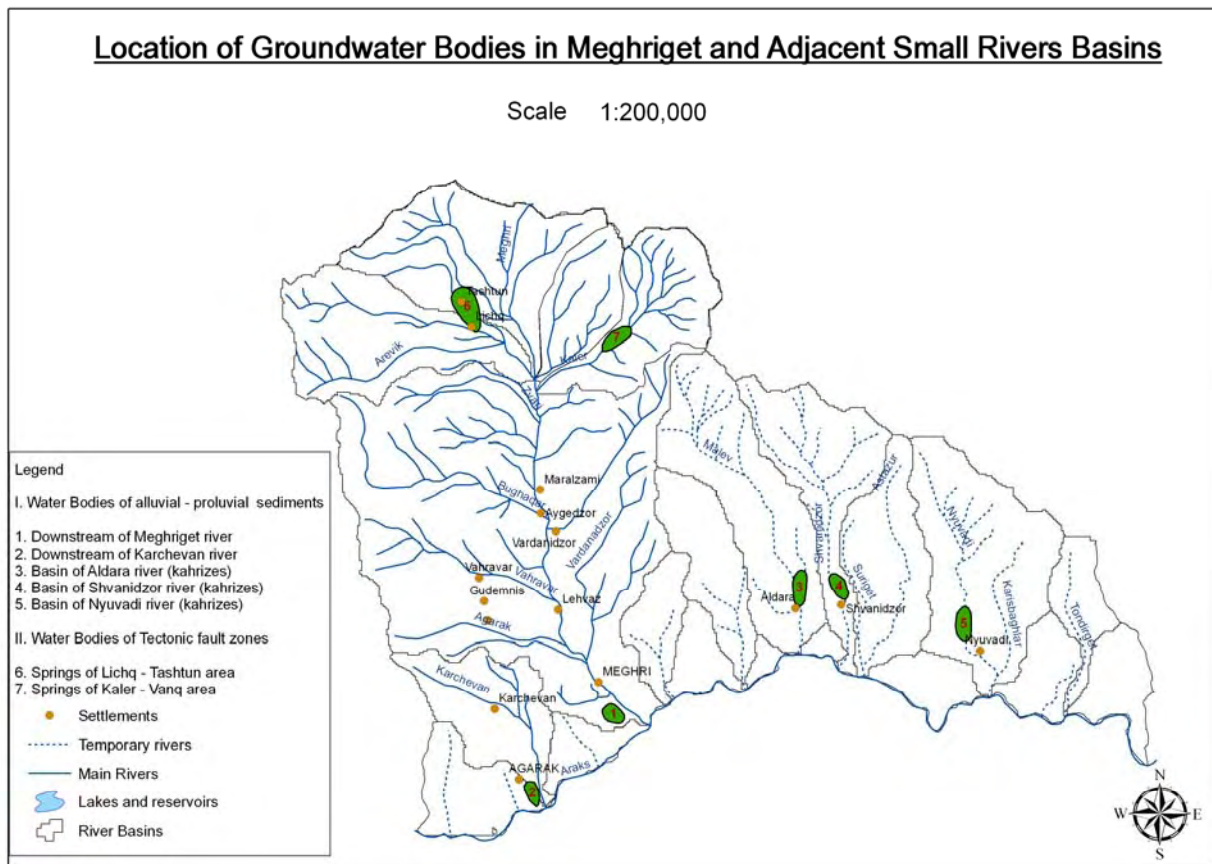 Location of Groundwater Bodies in Meghriget and Adjacent Small Rivers Basins
Scale 1:200,000
Meghri
Tashtun
6
Lichq
7
Kaler
Arevik
Malev
Astazur
Maralzami
Bughaqar
Aygedzor
Vardanidzor
Vardanadzor
Shvanidzor
Nyuvadi
Vahravar
Vahravar
Gudemnis
Lehvaz
Agarak
3
Aldara
4
Suriget
Shvanidzor
5
Nyuvadi
Karisbaghlar
Tondirget
MEGHRI
Karchevan
Karchevan
1
AGARAK
Araks
2
Legend
I. Water Bodies of alluvial - proluvial sediments
1. Downstream of Meghriget river
2. Downstream of Karchevan river
3. Basin of Aldara river (kahrizes)
4. Basin of Shvanidzor river (kahrizes)
5. Basin of Nyuvadi river (kahrizes)
II. Water Bodies of Tectonic fault zones
6. Springs of Lichq - Tashtun area
7. Springs of Kaler - Vanq area
Settlements
Temporary rivers
Main Rivers
Lakes and reservoirs
River Basins
N
W E
S